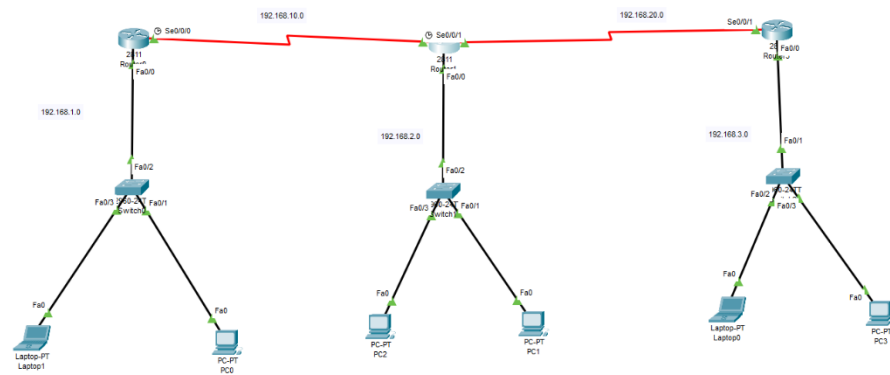 192.168.10.0
192.168.20.0
Se0/0/0
Se0/0/1
Se0/0/1
Fa0/0
Fa0/0
Fa0/0
192.168.1.0
192.168.2.0
192.168.3.0
Fa0/2
Fa0/2
Fa0/1
Fa0/3
Fa0/1
Fa0/3
Fa0/1
Fa0/2
Fa0/3
Fa0
Fa0
Fa0
Fa0
Fa0
Fa0
Laptop-PT
Laptop1
PC-PT
PC0
PC-PT
PC2
PC-PT
PC1
Laptop-PT
Laptop0
PC-PT
PC3